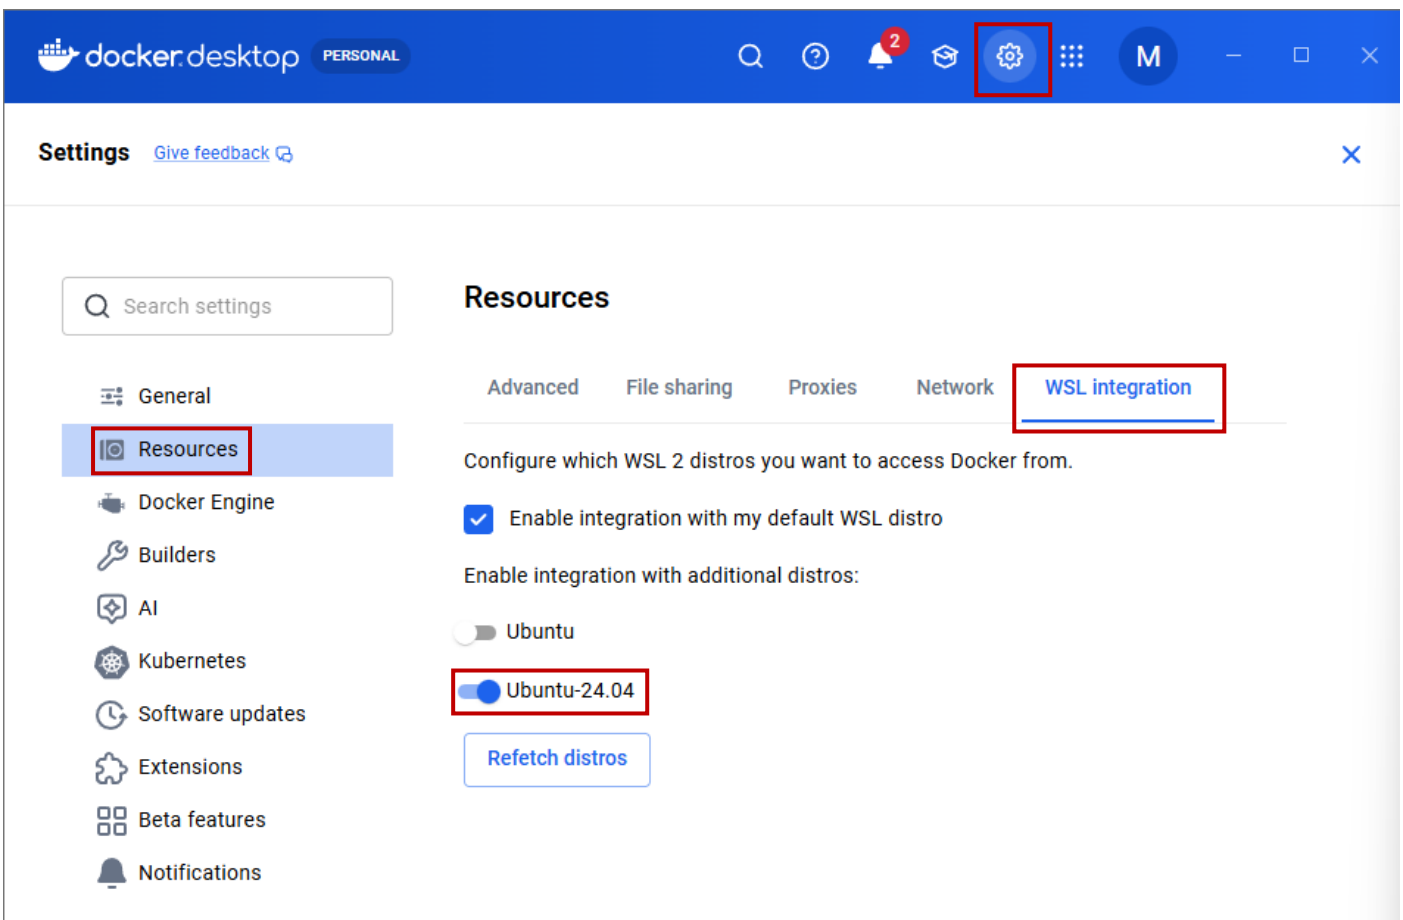 docker.desktop PERSONAL 2 M
Settings Give feedback
Search settings
General
Resources
Docker Engine
Builders
AI
Kubernetes
Software updates
Extensions
Beta features
Notifications
Resources
Advanced File sharing Proxies Network WSL integration
Configure which WSL 2 distros you want to access Docker from.
Enable integration with my default WSL distro
Enable integration with additional distros:
Ubuntu
Ubuntu-24.04
Refetch distros